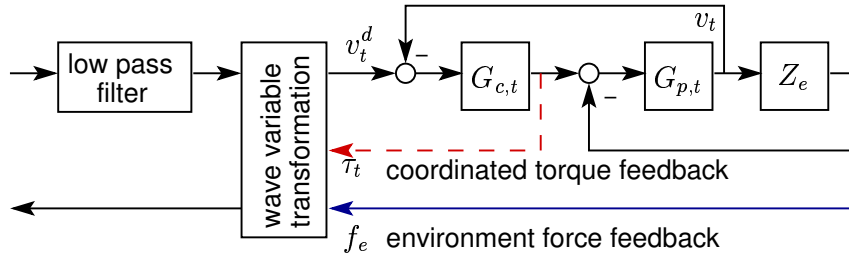 v_t
low pass
filter
wave variable
transformation
v_t^d
−
G_{c,t}
−
G_{p,t}
Z_e
τ_t coordinated torque feedback
f_e environment force feedback